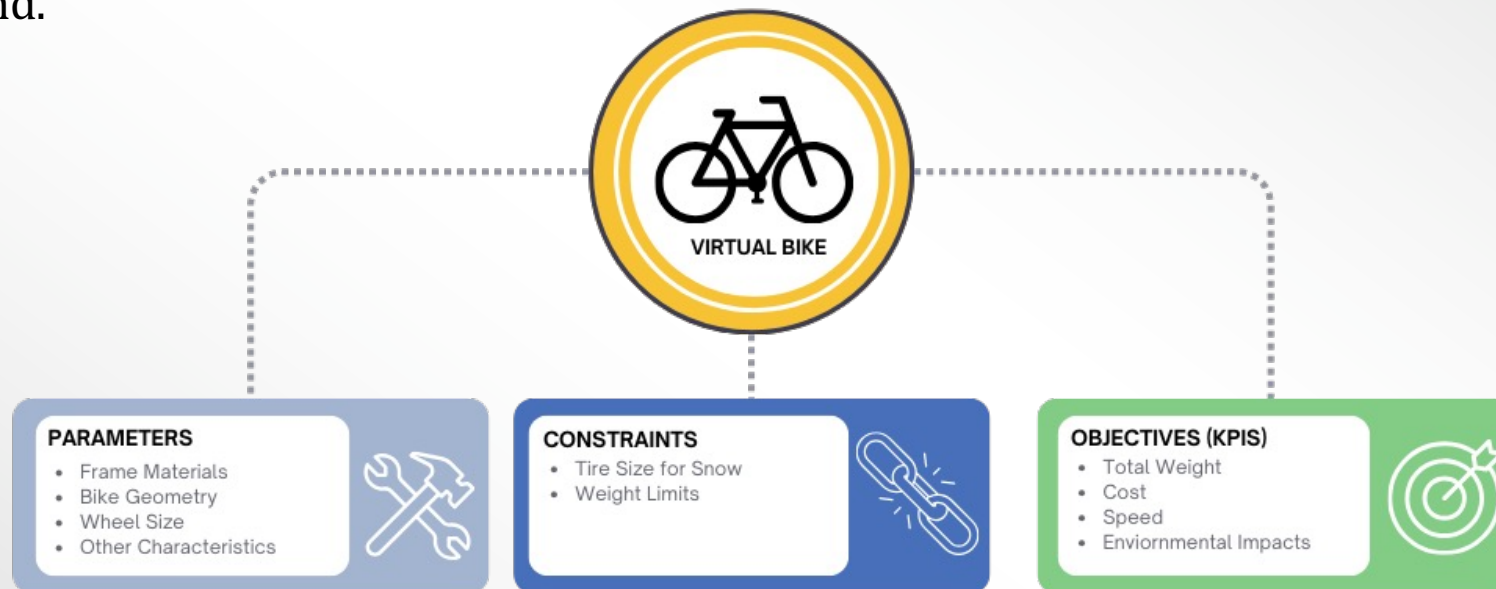 VIRTUAL BIKE
PARAMETERS
• Frame Materials
• Bike Geometry
• Wheel Size
• Other Characteristics
CONSTRAINTS
• Tire Size for Snow
• Weight Limits
OBJECTIVES (KPIS)
• Total Weight
• Cost
• Speed
• Enviornmental Impacts